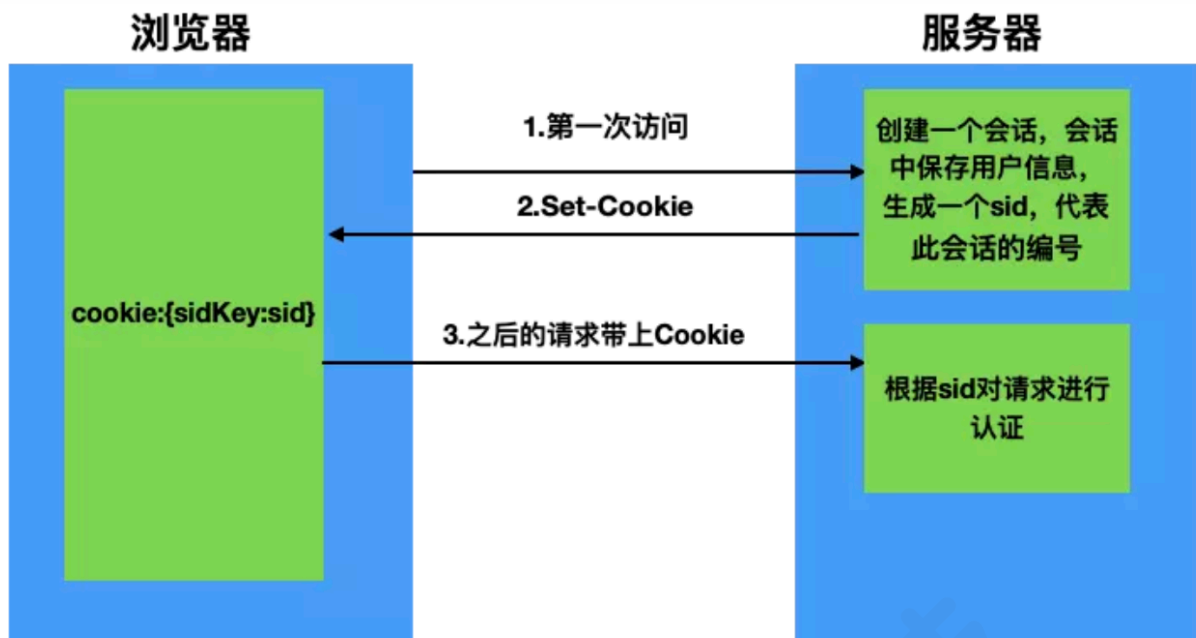 浏览器
服务器
1.第一次访问
创建一个会话，会话
中保存用户信息，
生成一个sid，代表
此会话的编号
2.Set-Cookie
cookie:{sidKey:sid}
3.之后的请求带上Cookie
根据sid对请求进行
认证